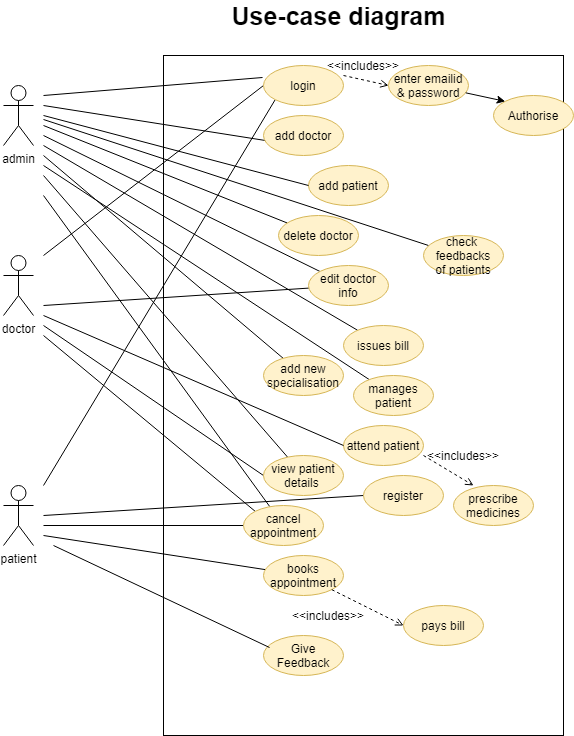 Use-case diagram
<<includes>>
login
enter emailid
& password
Authorise
add doctor
admin
add patient
delete doctor
check
feedbacks
of patients
edit doctor
info
doctor
issues bill
add new
specialisation
manages
patient
attend patient
<<includes>>
view patient
details
register
prescribe
medicines
cancel
appointment
patient
books
appointment
<<includes>>
pays bill
Give
Feedback